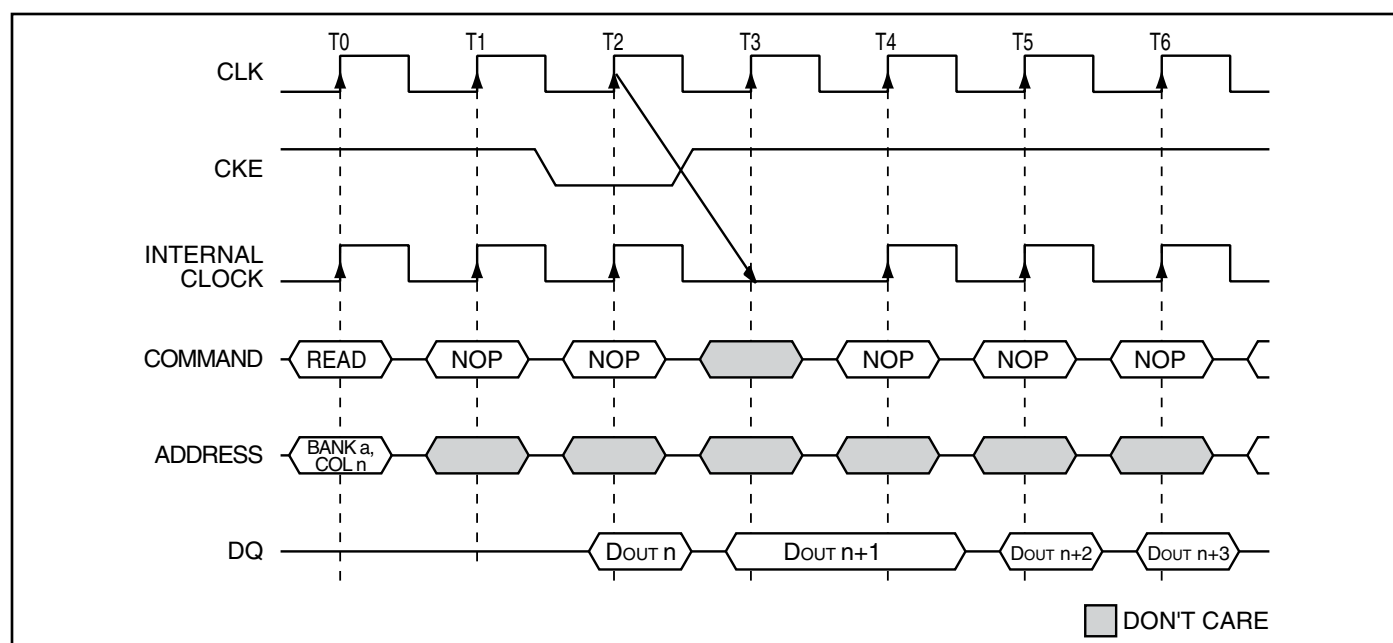 T0 T1 T2 T3 T4 T5 T6
CLK
CKE
INTERNAL
CLOCK
COMMAND READ NOP NOP NOP NOP NOP
ADDRESS BANK a,
COL n
DQ DOUT n DOUT n+1 DOUT n+2 DOUT n+3
DON'T CARE